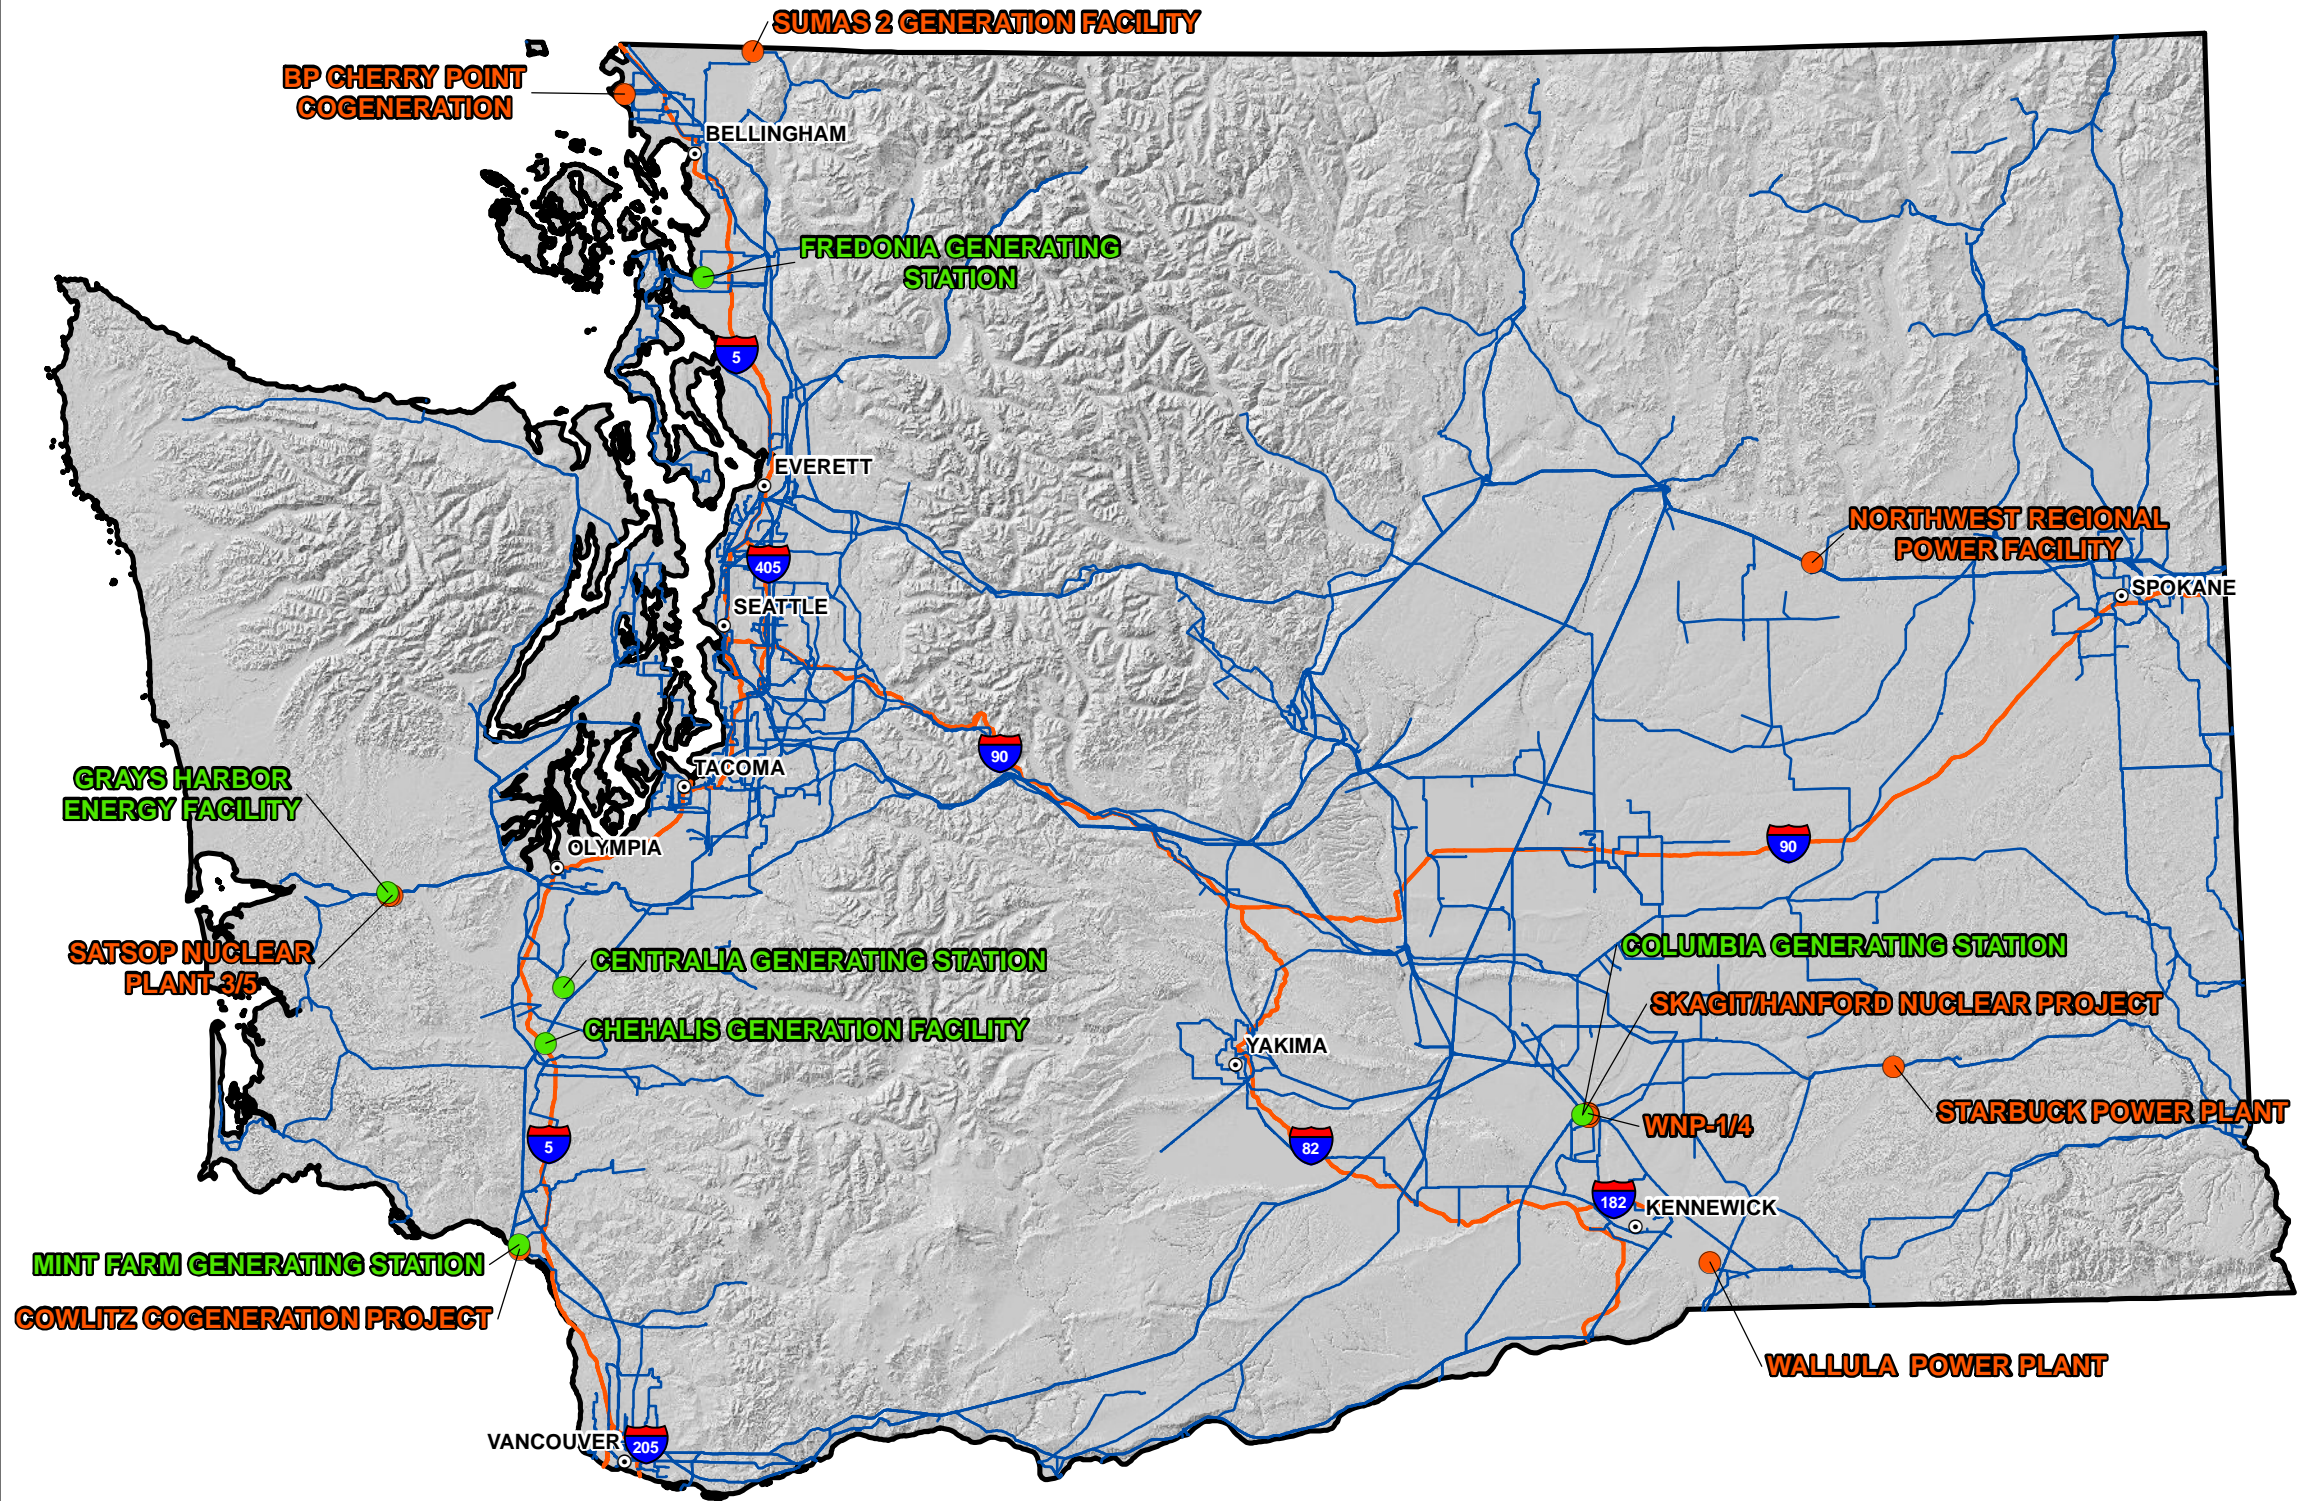 SUMAS 2 GENERATION FACILITY
BP CHERRY POINT
COGENERATION
BELLINGHAM
FREDONIA GENERATING
STATION
5
EVERETT
405
SEATTLE
NORTHWEST REGIONAL
POWER FACILITY
SPOKANE
90
TACOMA
GRAYS HARBOR
ENERGY FACILITY
OLYMPIA
90
SATSOP NUCLEAR
PLANT 3/5
CENTRALIA GENERATING STATION
COLUMBIA GENERATING STATION
SKAGIT/HANFORD NUCLEAR PROJECT
CHEHALIS GENERATION FACILITY
YAKIMA
STARBUCK POWER PLANT
WNP-1/4
5
82
182
KENNEWICK
MINT FARM GENERATING STATION
COWLITZ COGENERATION PROJECT
WALLULA POWER PLANT
VANCOUVER
205